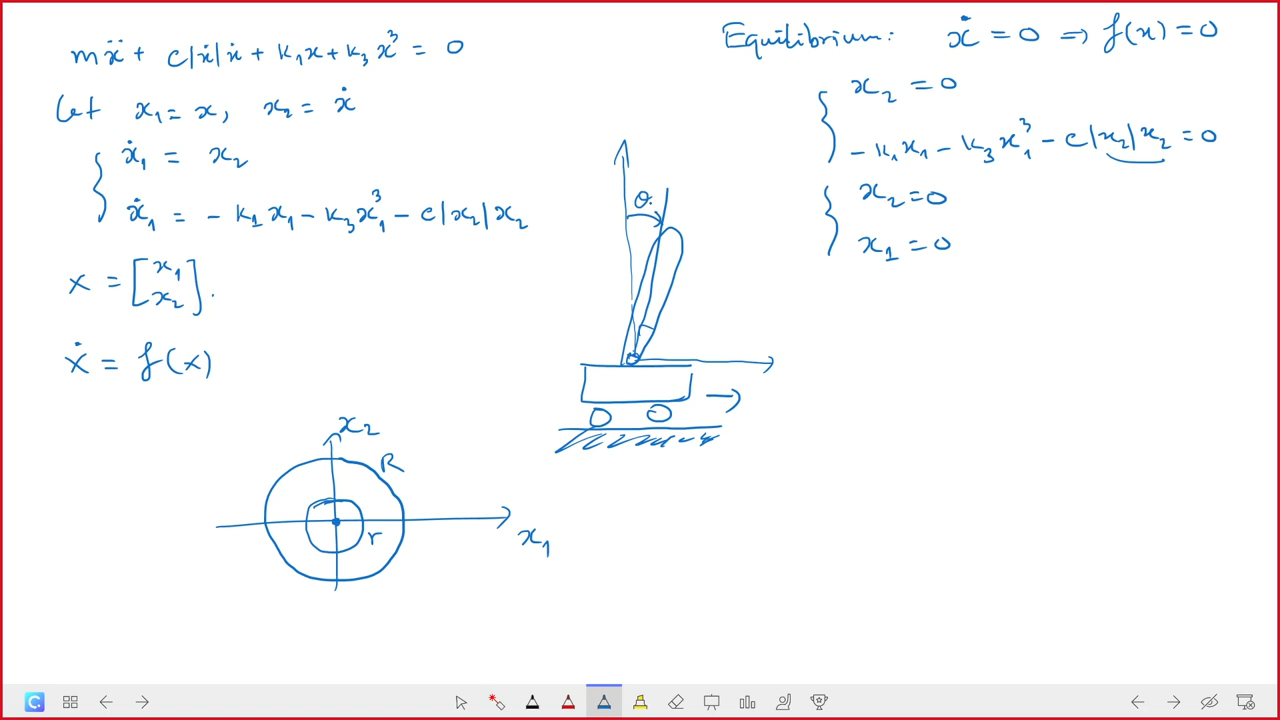 mẍ + c|ẋ|ẋ + k₁x + k₃x³ = 0
Let x₁ = x, x₂ = ẋ
ẋ₁ = x₂
ẋ₁ = - k₁x₁ - k₃x₁³ - c|x₂|x₂
x = [x₁
x₂].
ẋ = f(x)
x₂
R
r
x₁
θ.
Equilibrium: ẋ = 0 ⇒ f(x) = 0
x₂ = 0
- k₁x₁ - k₃x₁³ - c|x₂|x₂ = 0
x₂ = 0
x₁ = 0